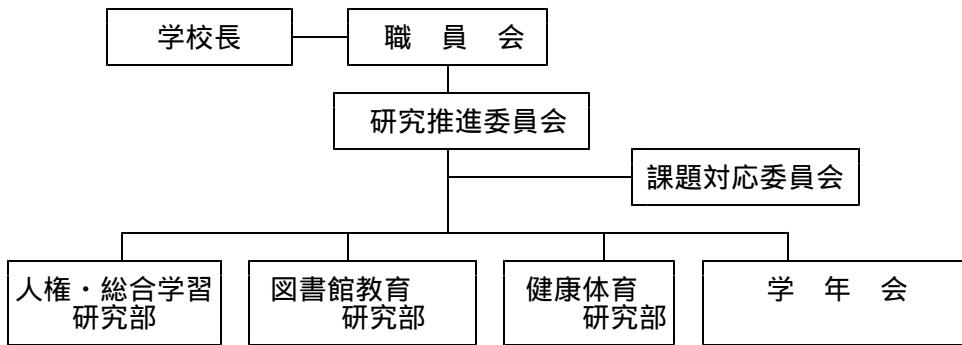 学校長
職　員　会
研究推進委員会
課題対応委員会
人権・総合学習
研究部
図書館教育
研究部
健康体育
研究部
学　年　会